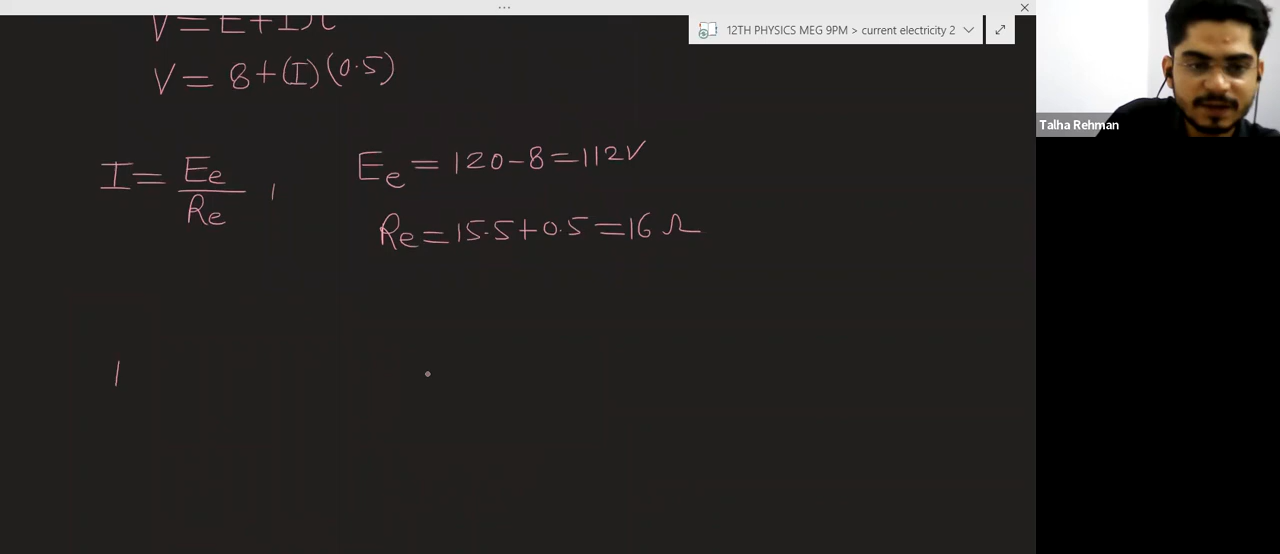 V = E + Ir
12TH PHYSICS MEG 9PM > current electricity 2
V = 8 + (I) (0.5)
Talha Rehman
I = Ee / Re , Ee = 120 - 8 = 112V
Re = 15.5 + 0.5 = 16 Ω